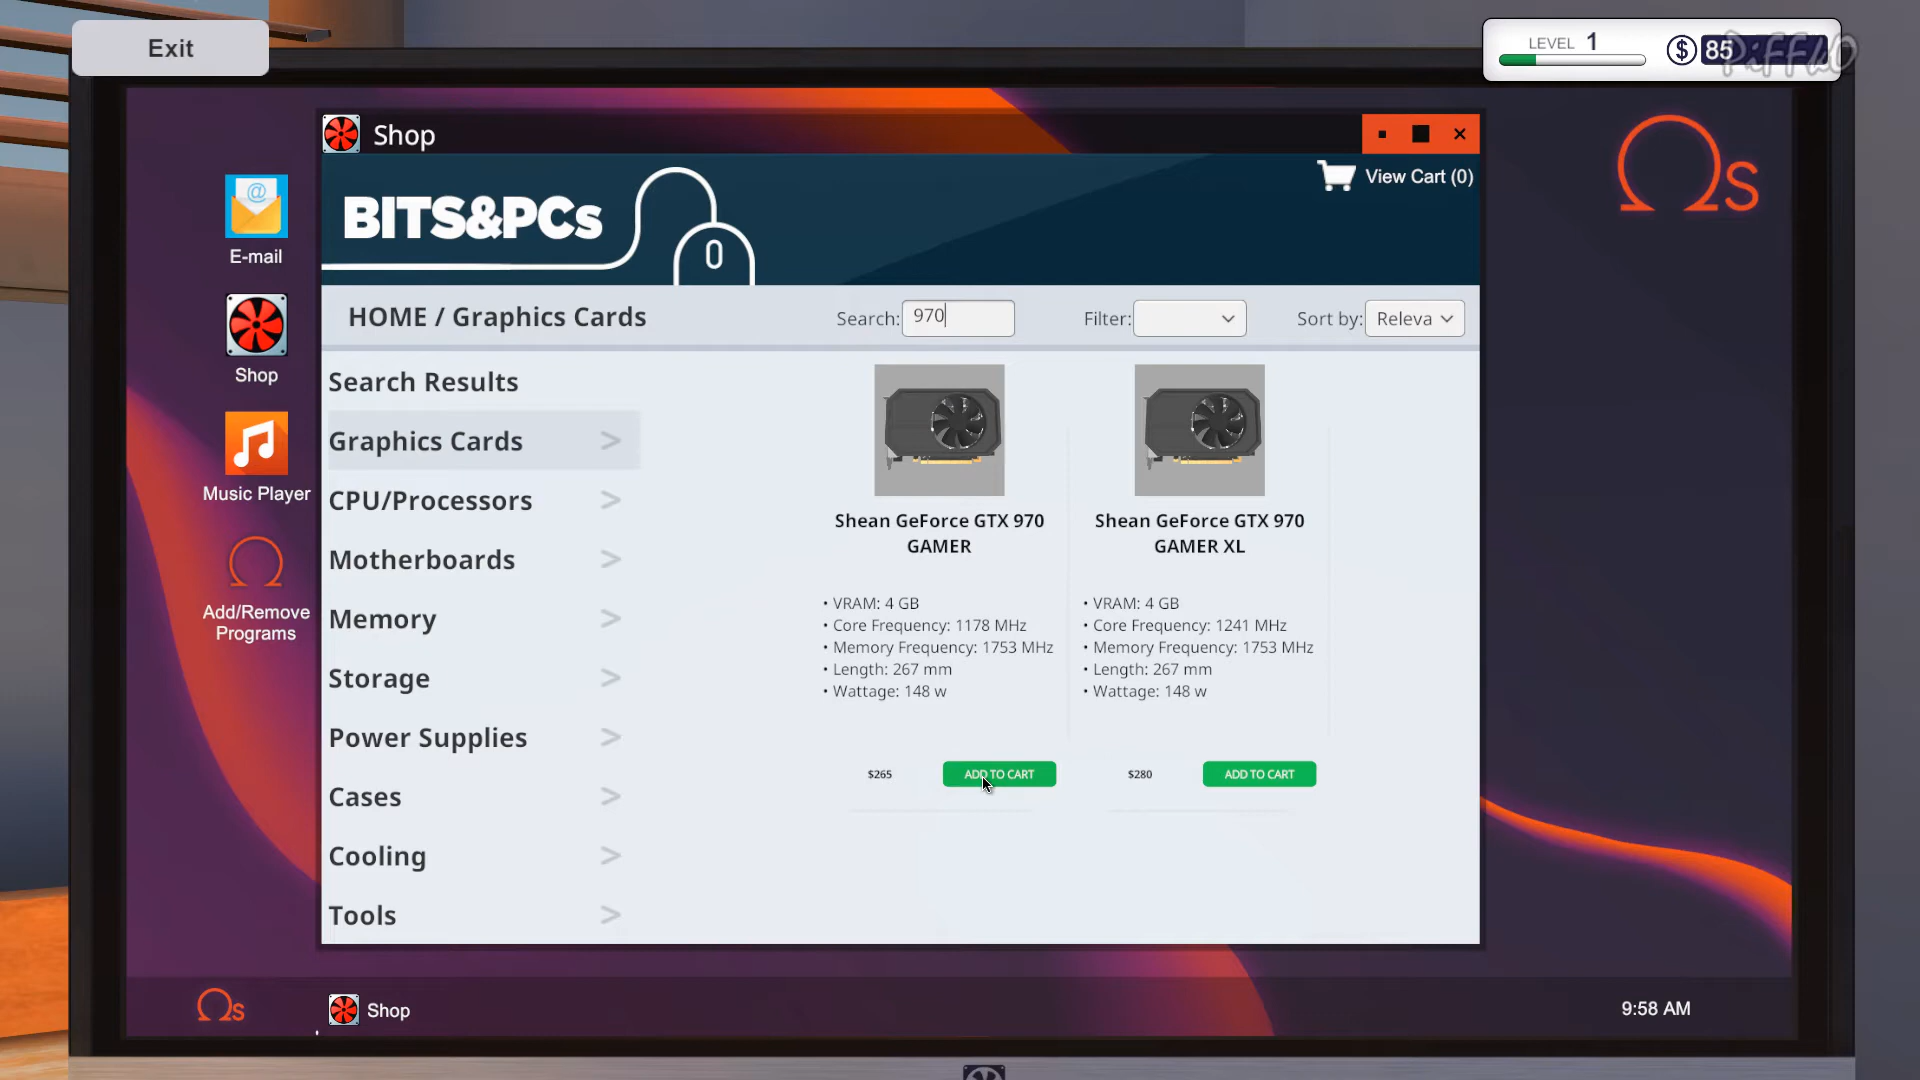 Exit
LEVEL 1
$ 85
PiFFhO
Shop
View Cart (0)
BITS&PCs
HOME / Graphics Cards
Search: 970
Filter:
Sort by: Releva
E-mail
Shop
Music Player
Add/Remove
Programs
Ωs
Search Results
Graphics Cards >
CPU/Processors >
Motherboards >
Memory >
Storage >
Power Supplies >
Cases >
Cooling >
Tools >
Shean GeForce GTX 970
GAMER
• VRAM: 4 GB
• Core Frequency: 1178 MHz
• Memory Frequency: 1753 MHz
• Length: 267 mm
• Wattage: 148 w
$265 ADD TO CART
Shean GeForce GTX 970
GAMER XL
• VRAM: 4 GB
• Core Frequency: 1241 MHz
• Memory Frequency: 1753 MHz
• Length: 267 mm
• Wattage: 148 w
$280 ADD TO CART
Ωs
Shop
9:58 AM